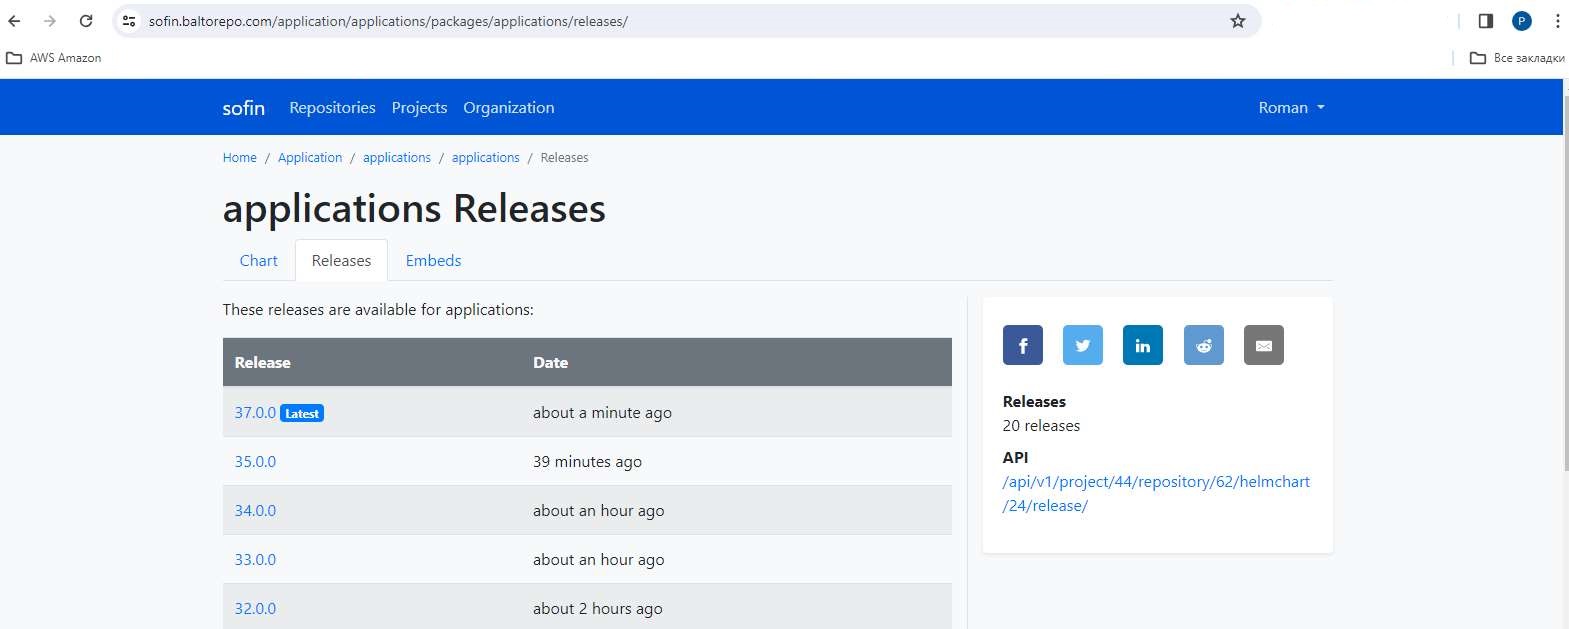 sofin.baltorepo.com/application/applications/packages/applications/releases/
P
AWS Amazon
Все закладки
sofin Repositories Projects Organization Roman
Home / Application / applications / applications / Releases
applications Releases
Chart Releases Embeds
These releases are available for applications:
Release Date
37.0.0 Latest about a minute ago
35.0.0 39 minutes ago
34.0.0 about an hour ago
33.0.0 about an hour ago
32.0.0 about 2 hours ago
f in
Releases
20 releases
API
/api/v1/project/44/repository/62/helmchart
/24/release/